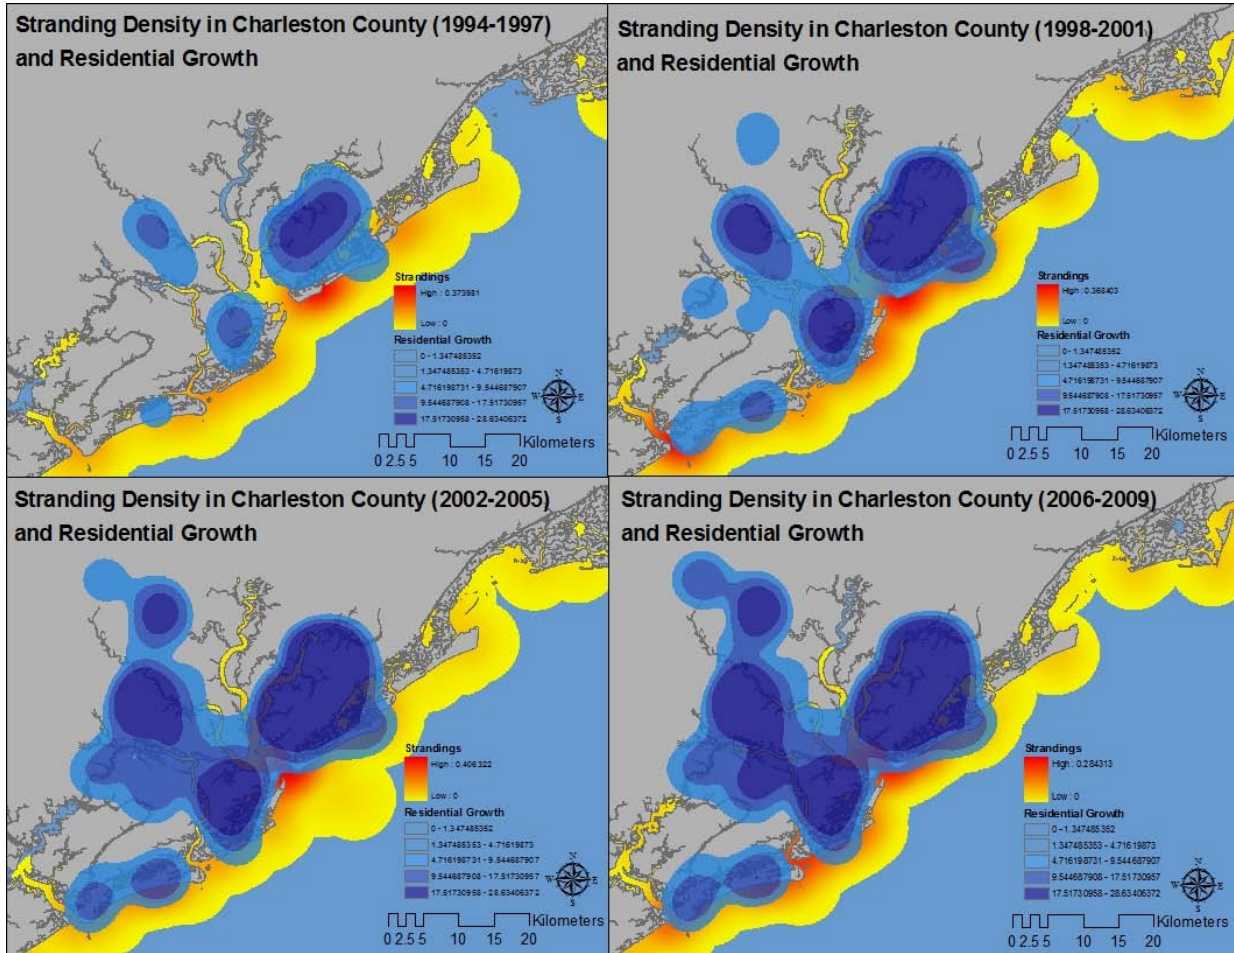 Stranding Density in Charleston County (1994-1997)
and Residential Growth
Strandings
High : 0.373981
Low : 0
Residential Growth
0 - 1.347485352
1.347485353 - 4.71619873
4.716198731 - 9.544687907
9.544687908 - 17.51730957
17.51730958 - 28.63406372
N
W E
S
Kilometers
0 2.5 5 10 15 20
Stranding Density in Charleston County (1998-2001)
and Residential Growth
Strandings
High : 0.368403
Low : 0
Residential Growth
0 - 1.347485352
1.347485353 - 4.71619873
4.716198731 - 9.544687907
9.544687908 - 17.51730957
17.51730958 - 28.63406372
N
W E
S
Kilometers
0 2.5 5 10 15 20
Stranding Density in Charleston County (2002-2005)
and Residential Growth
Strandings
High : 0.406322
Low : 0
Residential Growth
0 - 1.347485352
1.347485353 - 4.71619873
4.716198731 - 9.544687907
9.544687908 - 17.51730957
17.51730958 - 28.63406372
N
W E
S
Kilometers
0 2.5 5 10 15 20
Stranding Density in Charleston County (2006-2009)
and Residential Growth
Strandings
High : 0.284313
Low : 0
Residential Growth
0 - 1.347485352
1.347485353 - 4.71619873
4.716198731 - 9.544687907
9.544687908 - 17.51730957
17.51730958 - 28.63406372
N
W E
S
Kilometers
0 2.5 5 10 15 20